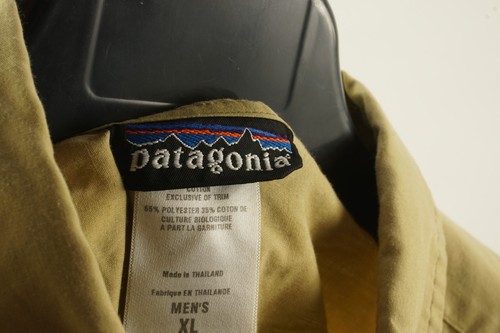 patagonia®
COTTON
EXCLUSIVE OF TRIM
65% POLYESTER 35% COTON DE
CULTURE BIOLOGIQUE
A PART LA GARNITURE
Made in THAILAND
Fabriqué EN THAILANDE
MEN'S
XL